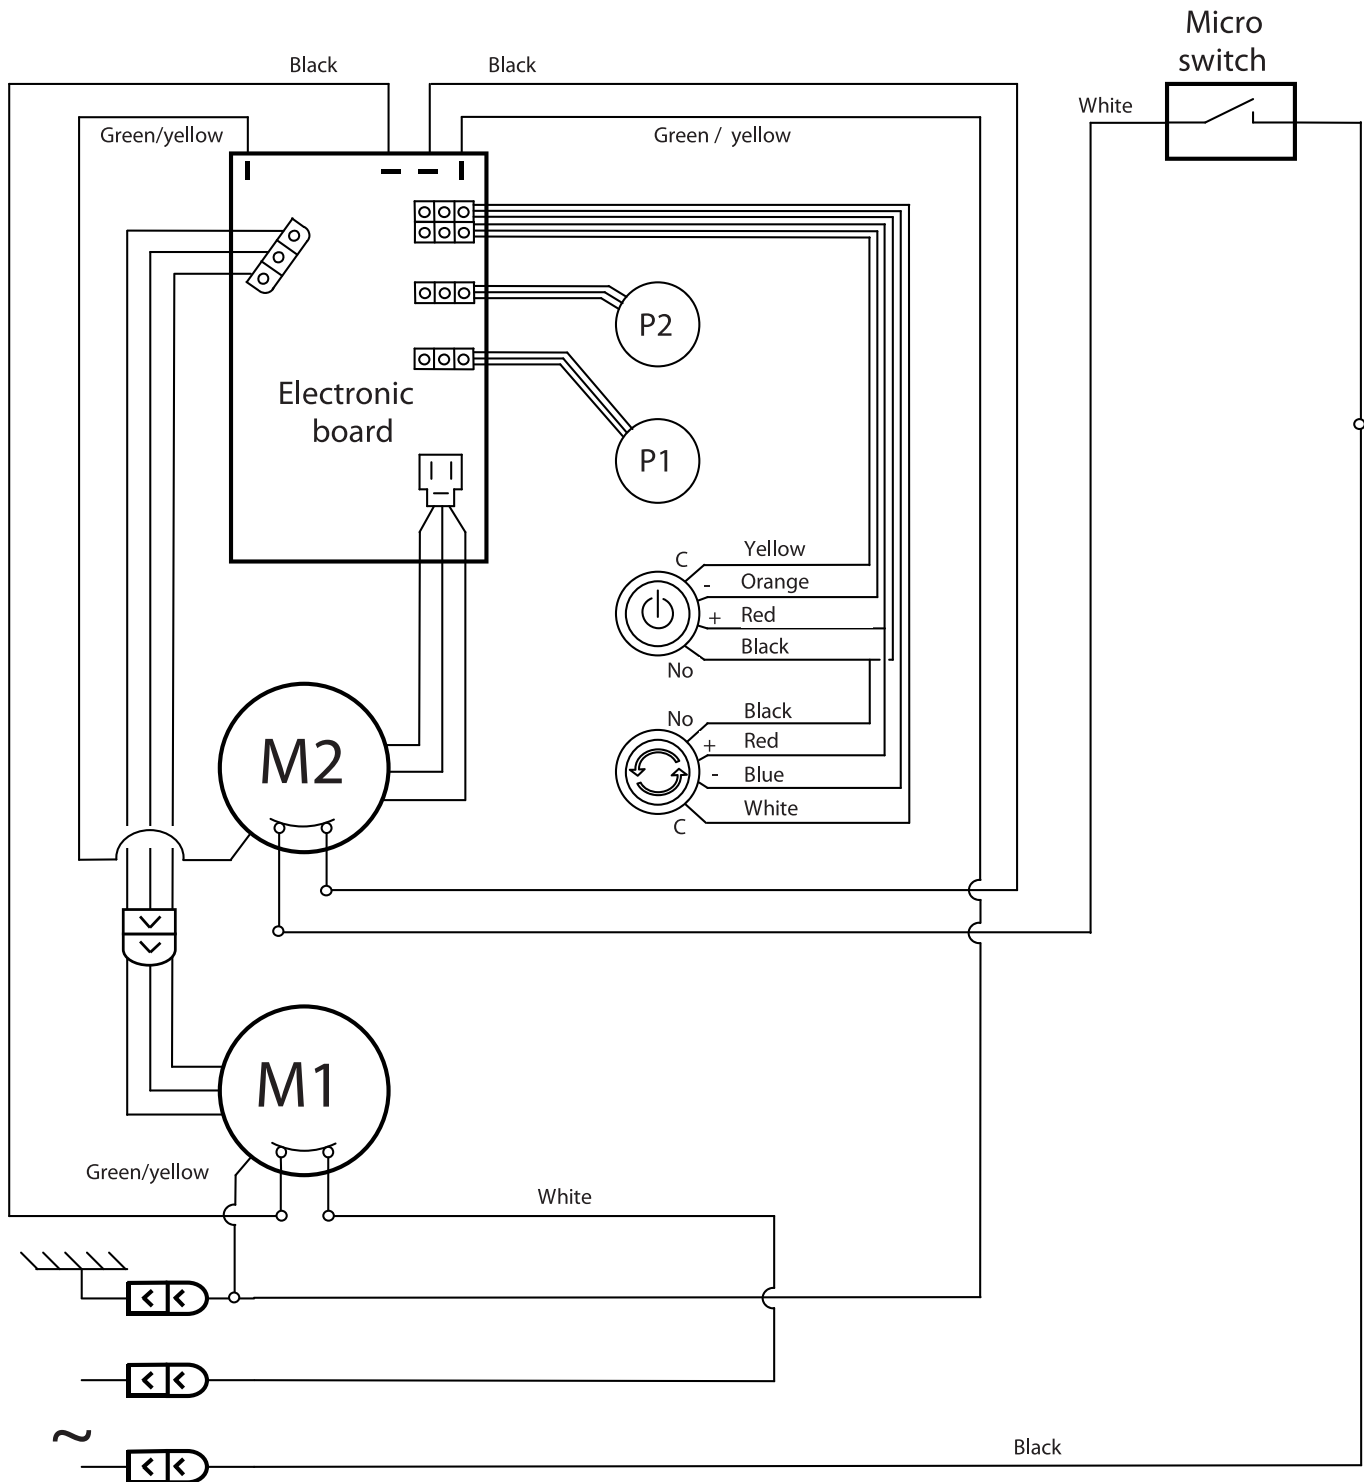 Micro
switch
Black
Black
White
Green/yellow
Green / yellow
P2
Electronic
board
P1
C
Yellow
-
Orange
+
Red
Black
No
No
Black
+
Red
-
Blue
White
C
M2
M1
Green/yellow
White
~
Black